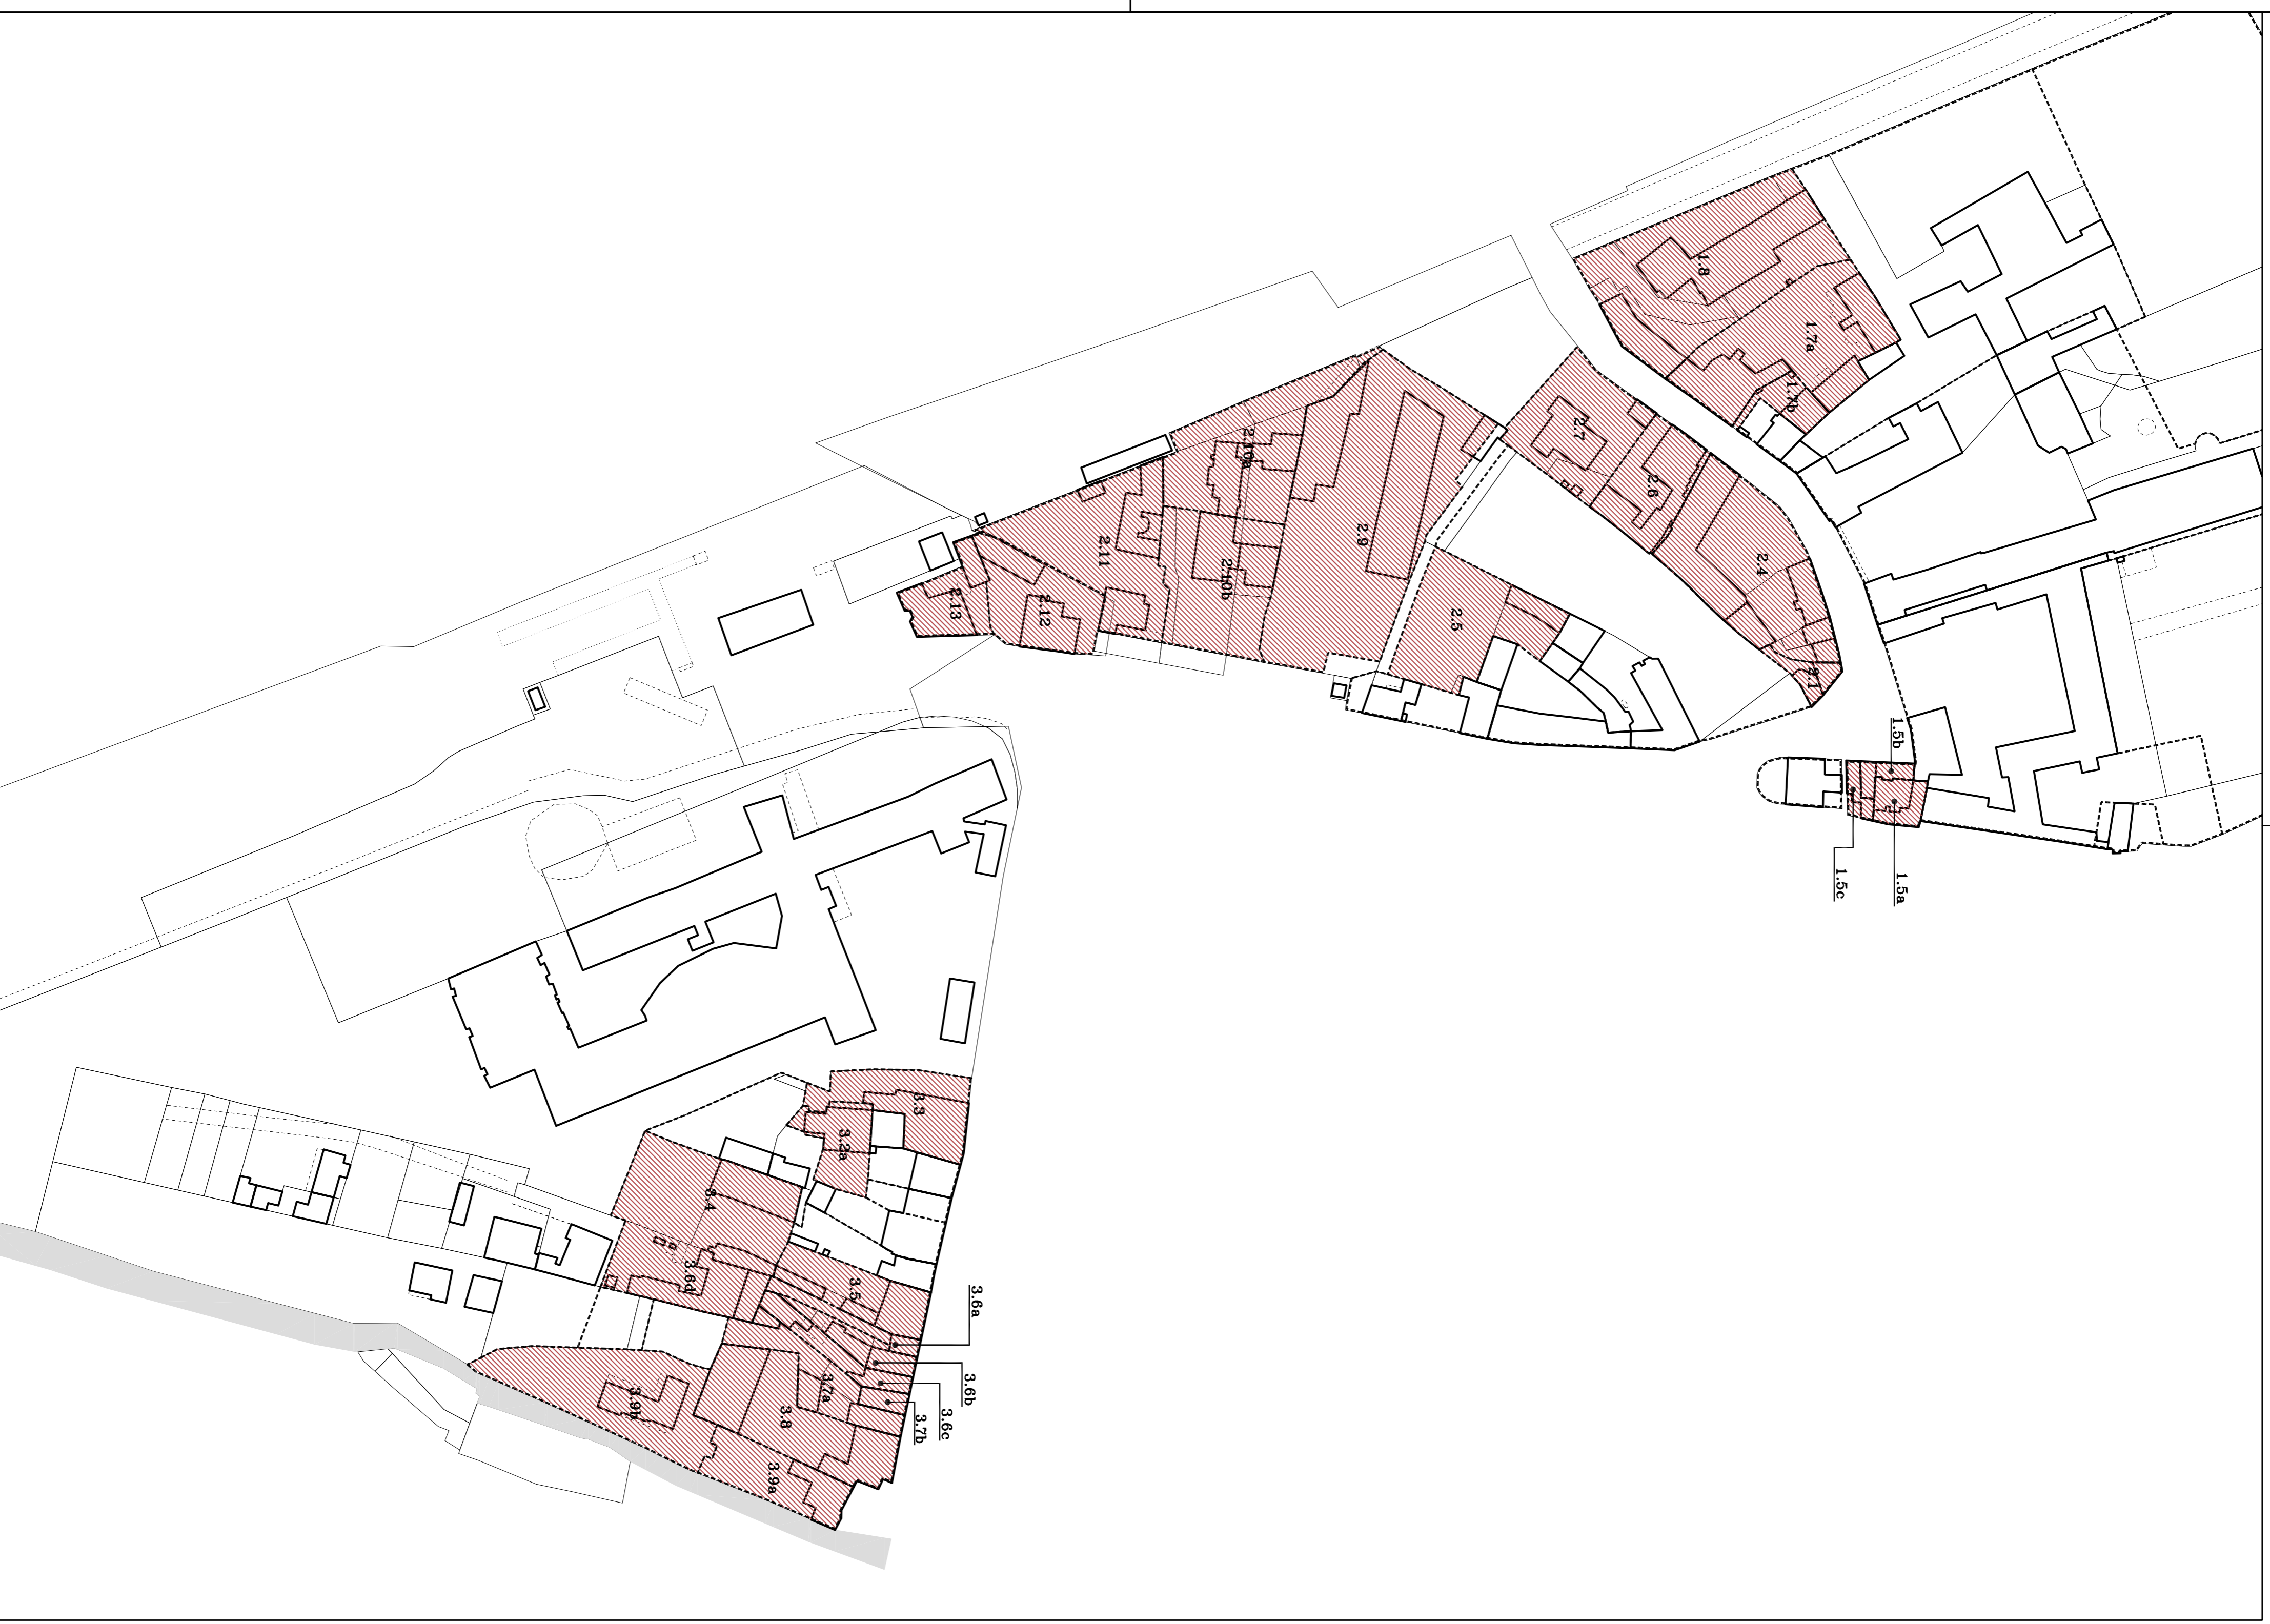 1.8
1.7a
1.7b
2.7
2.6
2.4
2.1
2.10a
2.9
2.11
2.10b
2.5
2.12
2.13
1.5b
1.5a
1.5c
3.3
3.2a
3.4
3.6d
3.5
3.6a
3.6b
3.6c
3.7b
3.7a
3.8
3.9b
3.9a